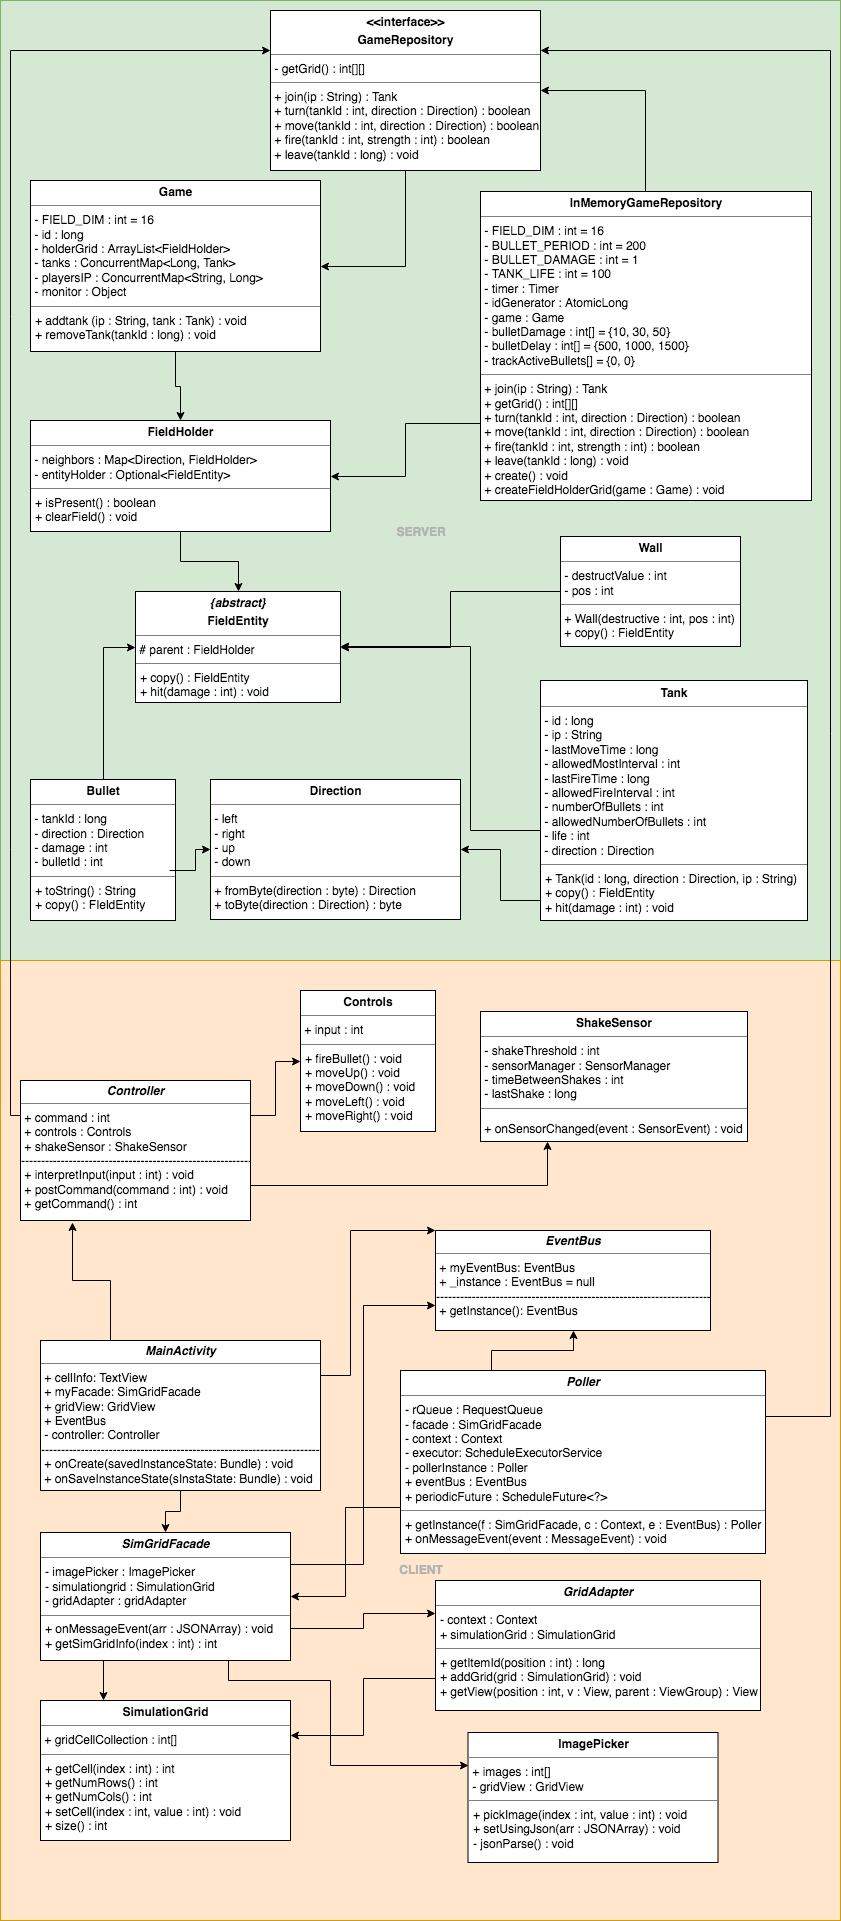 <<interface>>
GameRepository
- getGrid() : int[][]
+ join(ip : String) : Tank
+ turn(tankId : int, direction : Direction) : boolean
+ move(tankId : int, direction : Direction) : boolean
+ fire(tankId : int, strength : int) : boolean
+ leave(tankId : long) : void
Game
- FIELD_DIM : int = 16
- id : long
- holderGrid : ArrayList<FieldHolder>
- tanks : ConcurrentMap<Long, Tank>
- playersIP : ConcurrentMap<String, Long>
- monitor : Object
+ addtank (ip : String, tank : Tank) : void
+ removeTank(tankId : long) : void
InMemoryGameRepository
- FIELD_DIM : int = 16
- BULLET_PERIOD : int = 200
- BULLET_DAMAGE : int = 1
- TANK_LIFE : int = 100
- timer : Timer
- idGenerator : AtomicLong
- game : Game
- bulletDamage : int[] = {10, 30, 50}
- bulletDelay : int[] = {500, 1000, 1500}
- trackActiveBullets[] = {0, 0}
+ join(ip : String) : Tank
+ getGrid() : int[][]
+ turn(tankId : int, direction : Direction) : boolean
+ move(tankId : int, direction : Direction) : boolean
+ fire(tankId : int, strength : int) : boolean
+ leave(tankId : long) : void
+ create() : void
+ createFieldHolderGrid(game : Game) : void
FieldHolder
- neighbors : Map<Direction, FieldHolder>
- entityHolder : Optional<FieldEntity>
+ isPresent() : boolean
+ clearField() : void
SERVER
Wall
- destructValue : int
- pos : int
+ Wall(destructive : int, pos : int)
+ copy() : FieldEntity
{abstract}
FieldEntity
# parent : FieldHolder
+ copy() : FieldEntity
+ hit(damage : int) : void
Tank
- id : long
- ip : String
- lastMoveTime : long
- allowedMostInterval : int
- lastFireTime : long
- allowedFireInterval : int
- numberOfBullets : int
- allowedNumberOfBullets : int
- life : int
- direction : Direction
+ Tank(id : long, direction : Direction, ip : String)
+ copy() : FieldEntity
+ hit(damage : int) : void
Bullet
- tankId : long
- direction : Direction
- damage : int
- bulletId : int
+ toString() : String
+ copy() : FIeldEntity
Direction
- left
- right
- up
- down
+ fromByte(direction : byte) : Direction
+ toByte(direction : Direction) : byte
Controls
+ input : int
+ fireBullet() : void
+ moveUp() : void
+ moveDown() : void
+ moveLeft() : void
+ moveRight() : void
ShakeSensor
- shakeThreshold : int
- sensorManager : SensorManager
- timeBetweenShakes : int
- lastShake : long
+ onSensorChanged(event : SensorEvent) : void
Controller
+ command : int
+ controls : Controls
+ shakeSensor : ShakeSensor
+ interpretInput(input : int) : void
+ postCommand(command : int) : void
+ getCommand() : int
EventBus
+ myEventBus: EventBus
+ _instance : EventBus = null
+ getInstance(): EventBus
MainActivity
+ cellInfo: TextView
+ myFacade: SimGridFacade
+ gridView: GridView
+ EventBus
- controller: Controller
+ onCreate(savedInstanceState: Bundle) : void
+ onSaveInstanceState(sInstaState: Bundle) : void
Poller
- rQueue : RequestQueue
- facade : SimGridFacade
- context : Context
- executor: ScheduleExecutorService
- pollerInstance : Poller
+ eventBus : EventBus
+ periodicFuture : ScheduleFuture<?>
+ getInstance(f : SimGridFacade, c : Context, e : EventBus) : Poller
+ onMessageEvent(event : MessageEvent) : void
SimGridFacade
- imagePicker : ImagePicker
- simulationgrid : SimulationGrid
- gridAdapter : gridAdapter
+ onMessageEvent(arr : JSONArray) : void
+ getSimGridInfo(index : int) : int
CLIENT
GridAdapter
- context : Context
+ simulationGrid : SimulationGrid
+ getItemId(position : int) : long
+ addGrid(grid : SimulationGrid) : void
+ getView(position : int, v : View, parent : ViewGroup) : View
SimulationGrid
+ gridCellCollection : int[]
+ getCell(index : int) : int
+ getNumRows() : int
+ getNumCols() : int
+ setCell(index : int, value : int) : void
+ size() : int
ImagePicker
+ images : int[]
- gridView : GridView
+ pickImage(index : int, value : int) : void
+ setUsingJson(arr : JSONArray) : void
- jsonParse() : void